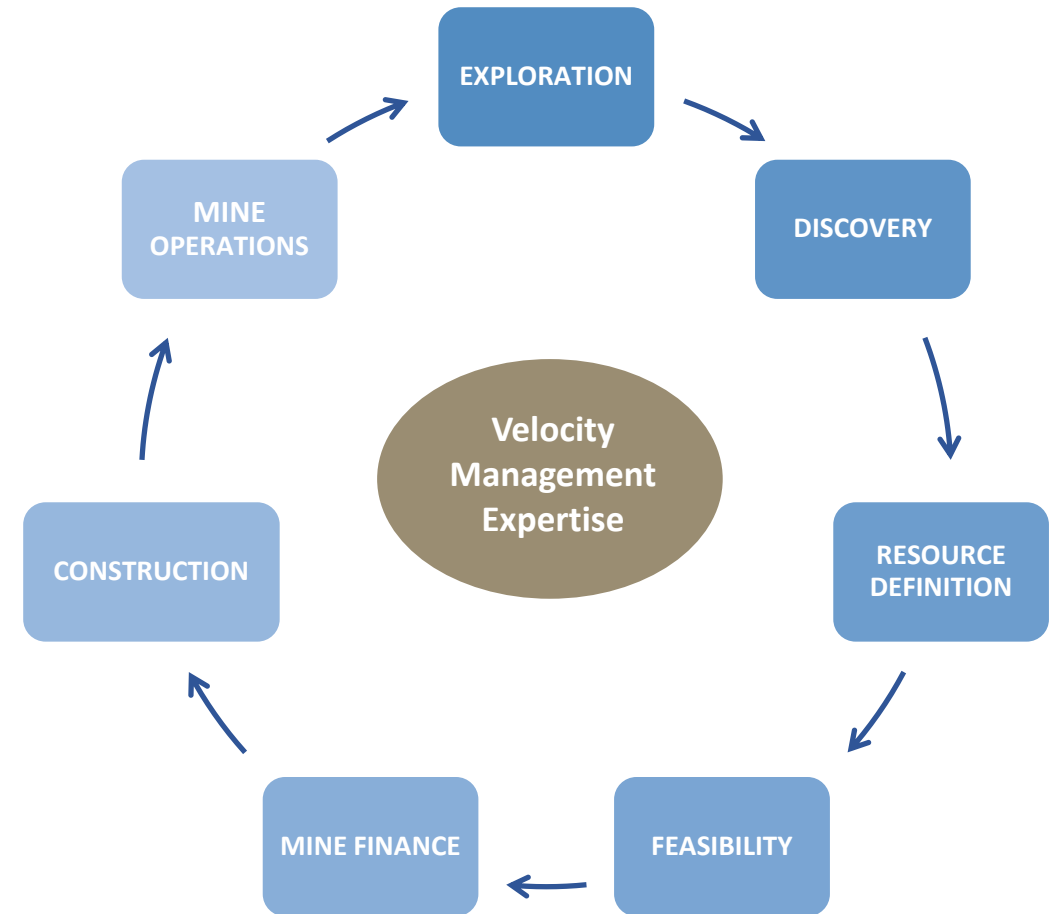 EXPLORATION
DISCOVERY
RESOURCE
DEFINITION
FEASIBILITY
MINE FINANCE
CONSTRUCTION
MINE
OPERATIONS
Velocity
Management
Expertise